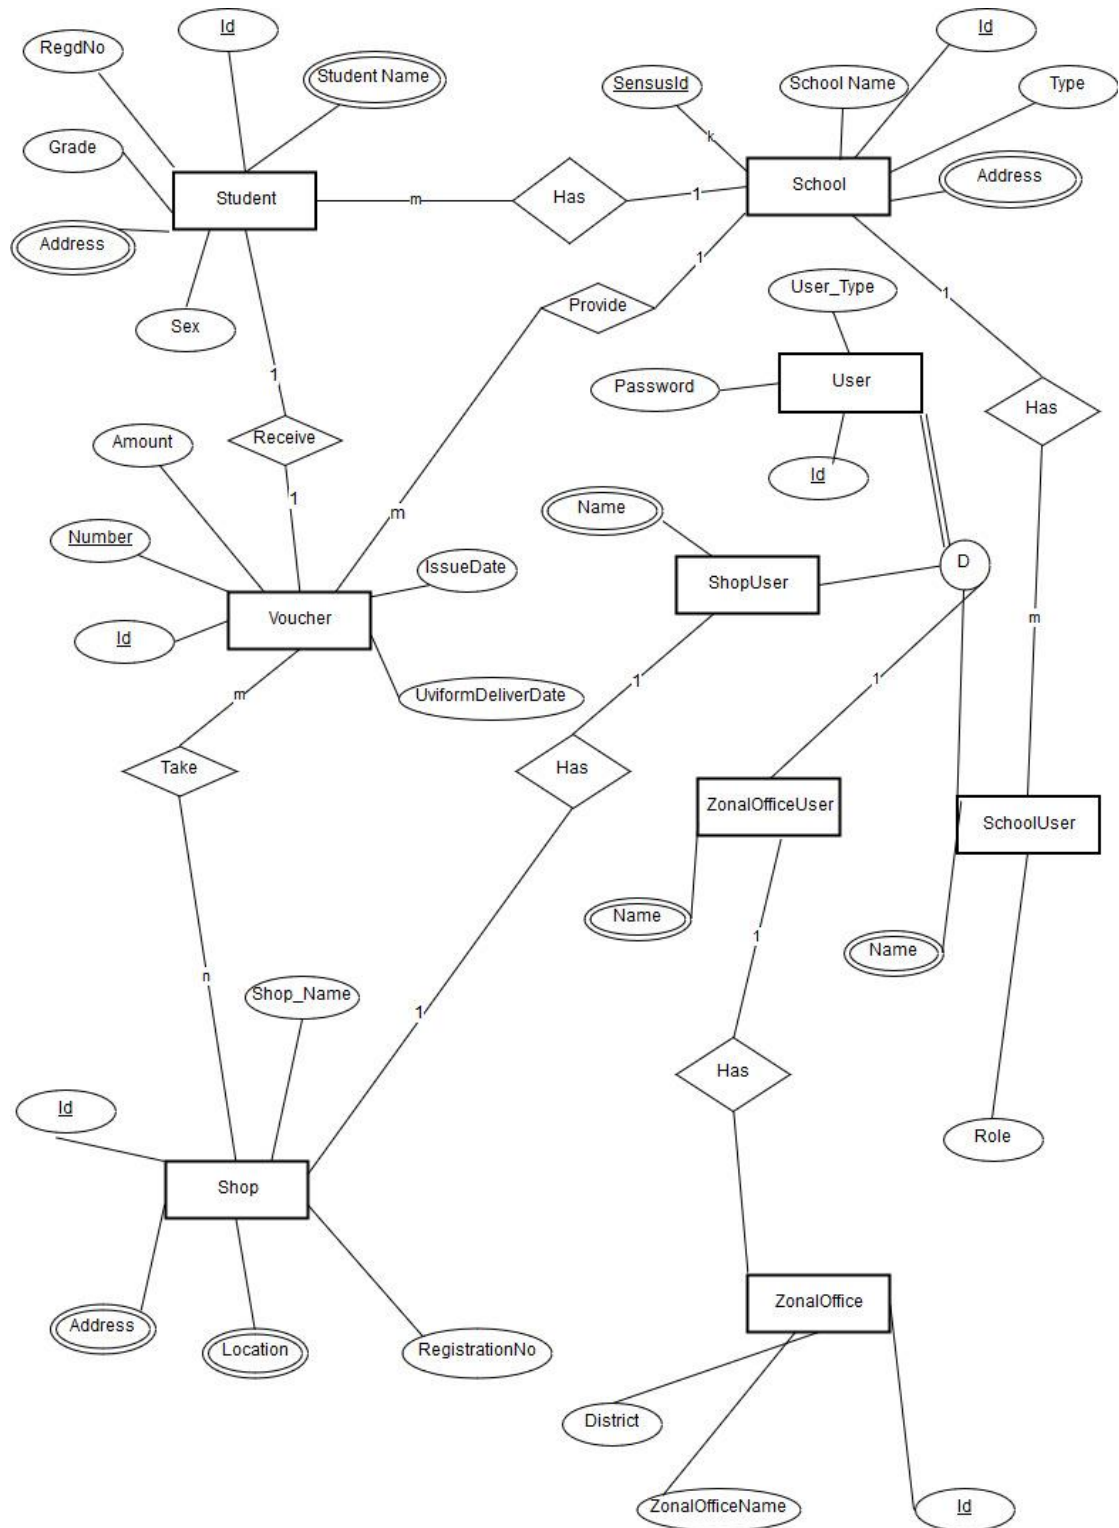 Id
Id
RegdNo
Student Name
SensusId
School Name
Type
k
Grade
Address
Student
m
Has
1
School
Address
1
User_Type
1
Provide
Sex
1
Password
User
Has
Amount
Receive
1
Id
Name
m
Number
IssueDate
D
ShopUser
Voucher
m
Id
m
1
1
UviformDeliverDate
Take
Has
ZonalOfficeUser
SchoolUser
Name
1
Name
n
Shop_Name
1
Has
Id
Role
Shop
ZonalOffice
Address
Location
RegistrationNo
District
ZonalOfficeName
Id